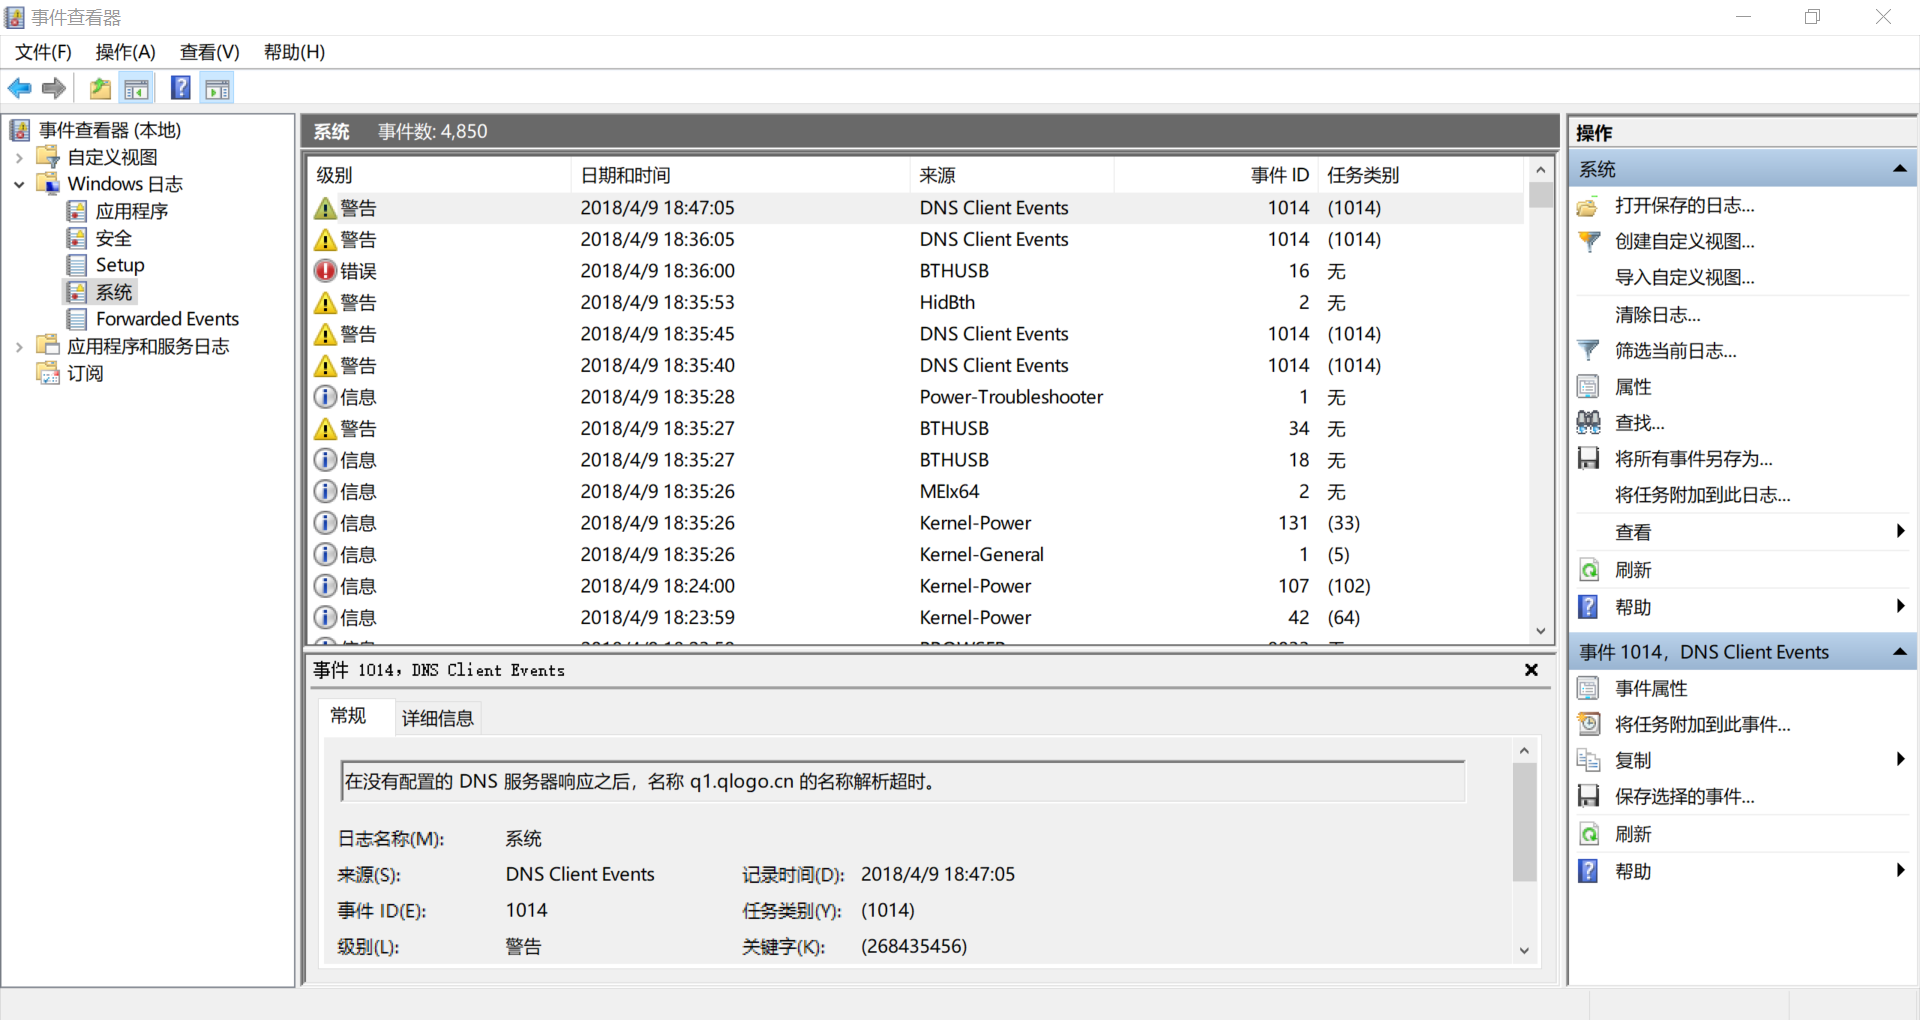 事件查看器
文件(F) 操作(A) 查看(V) 帮助(H)
事件查看器 (本地)
自定义视图
Windows 日志
应用程序
安全
Setup
系统
Forwarded Events
应用程序和服务日志
订阅
系统 事件数: 4,850
级别 日期和时间 来源 事件 ID 任务类别
警告 2018/4/9 18:47:05 DNS Client Events 1014 (1014)
警告 2018/4/9 18:36:05 DNS Client Events 1014 (1014)
错误 2018/4/9 18:36:00 BTHUSB 16 无
警告 2018/4/9 18:35:53 HidBth 2 无
警告 2018/4/9 18:35:45 DNS Client Events 1014 (1014)
警告 2018/4/9 18:35:40 DNS Client Events 1014 (1014)
信息 2018/4/9 18:35:28 Power-Troubleshooter 1 无
警告 2018/4/9 18:35:27 BTHUSB 34 无
信息 2018/4/9 18:35:27 BTHUSB 18 无
信息 2018/4/9 18:35:26 MEIx64 2 无
信息 2018/4/9 18:35:26 Kernel-Power 131 (33)
信息 2018/4/9 18:35:26 Kernel-General 1 (5)
信息 2018/4/9 18:24:00 Kernel-Power 107 (102)
信息 2018/4/9 18:23:59 Kernel-Power 42 (64)
事件 1014，DNS Client Events
常规 详细信息
在没有配置的 DNS 服务器响应之后，名称 q1.qlogo.cn 的名称解析超时。
日志名称(M): 系统
来源(S): DNS Client Events 记录时间(D): 2018/4/9 18:47:05
事件 ID(E): 1014 任务类别(Y): (1014)
级别(L): 警告 关键字(K): (268435456)
操作
系统
打开保存的日志...
创建自定义视图...
导入自定义视图...
清除日志...
筛选当前日志...
属性
查找...
将所有事件另存为...
将任务附加到此日志...
查看
刷新
帮助
事件 1014，DNS Client Events
事件属性
将任务附加到此事件...
复制
保存选择的事件...
刷新
帮助